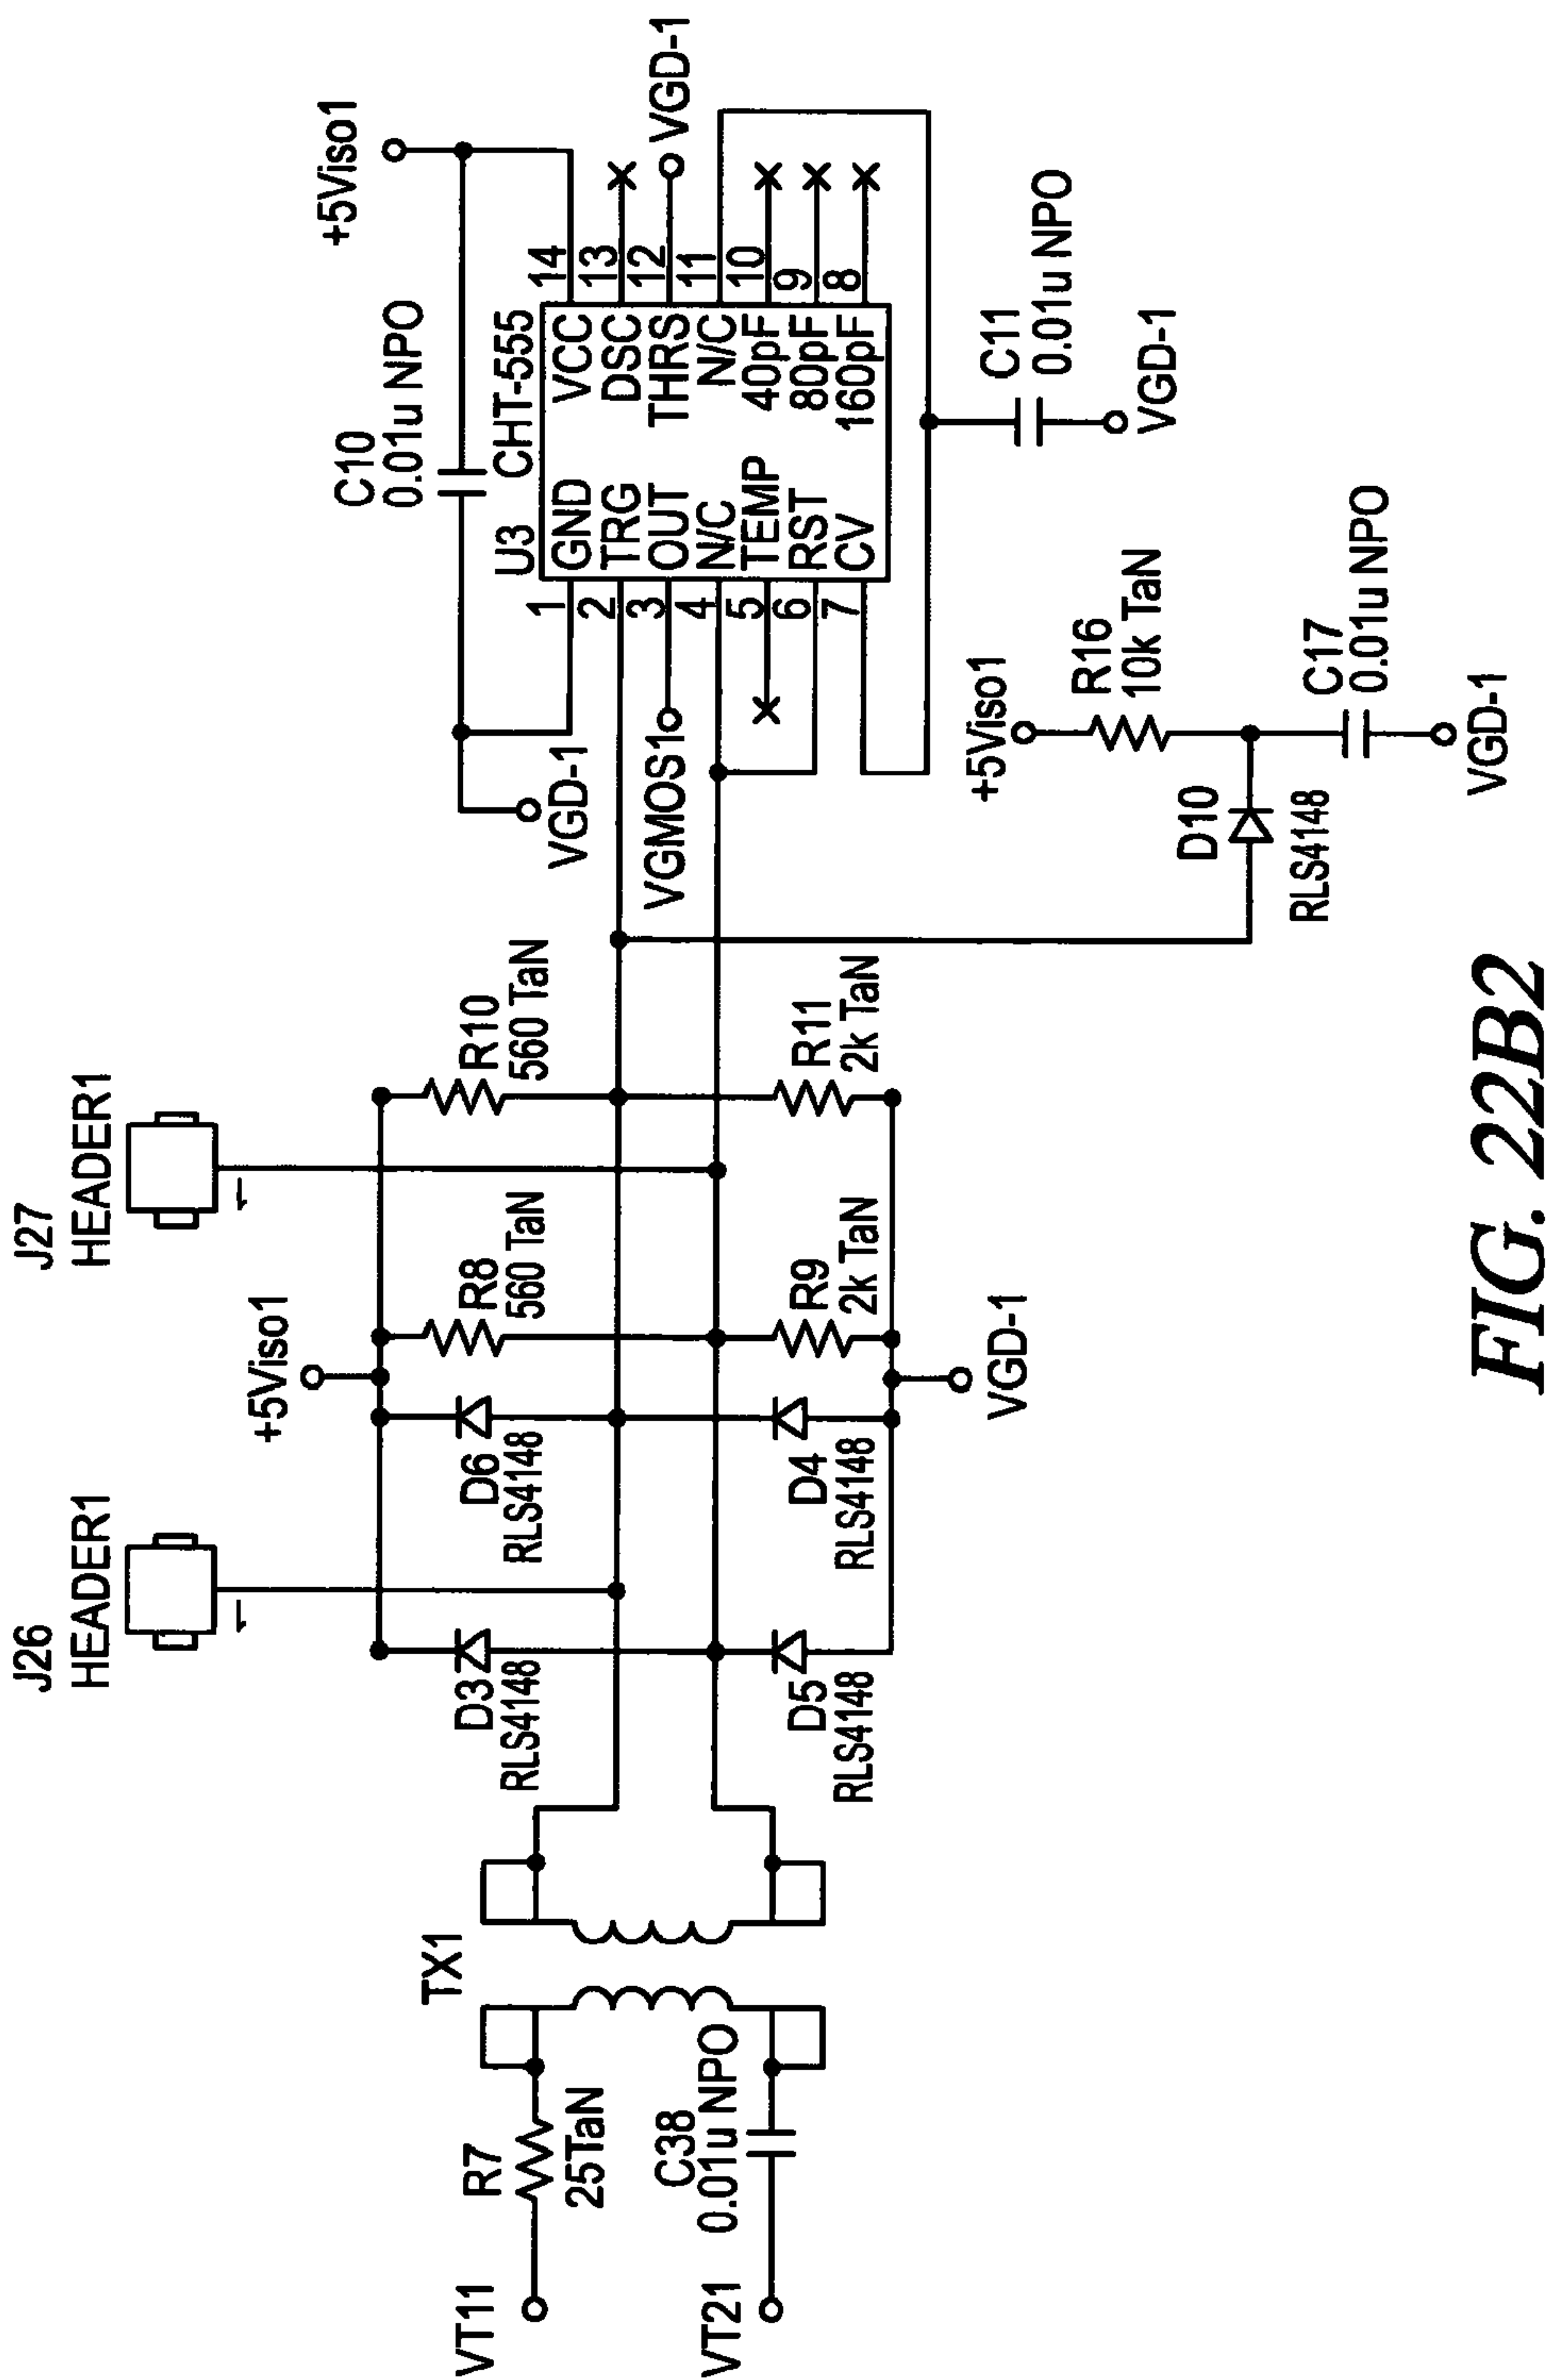 J26
HEADER1
1
J27
HEADER1
1
+5Viso1
+5Viso1
C10
0.01u NPO
TX1
D3
RLS4148
D6
RLS4148
R8
560 TaN
R10
560 TaN
VGD-1
U3
CHT-555
1
GND
VCC
14
2
TRG
DSC
13
3
OUT
THRS
12
VGD-1
4
N/C
N/C
11
5
TEMP
40pF
10
6
RST
80pF
9
7
CV
160pF
8
VGMOS1
VT11
R7
25TaN
VT21
C38
0.01u NPO
D5
RLS4148
D4
RLS4148
R9
2k TaN
R11
2k TaN
VGD-1
+5Viso1
R16
10k TaN
C11
0.01u NPO
VGD-1
D10
RLS4148
C17
0.01u NPO
VGD-1
FIG. 22B2